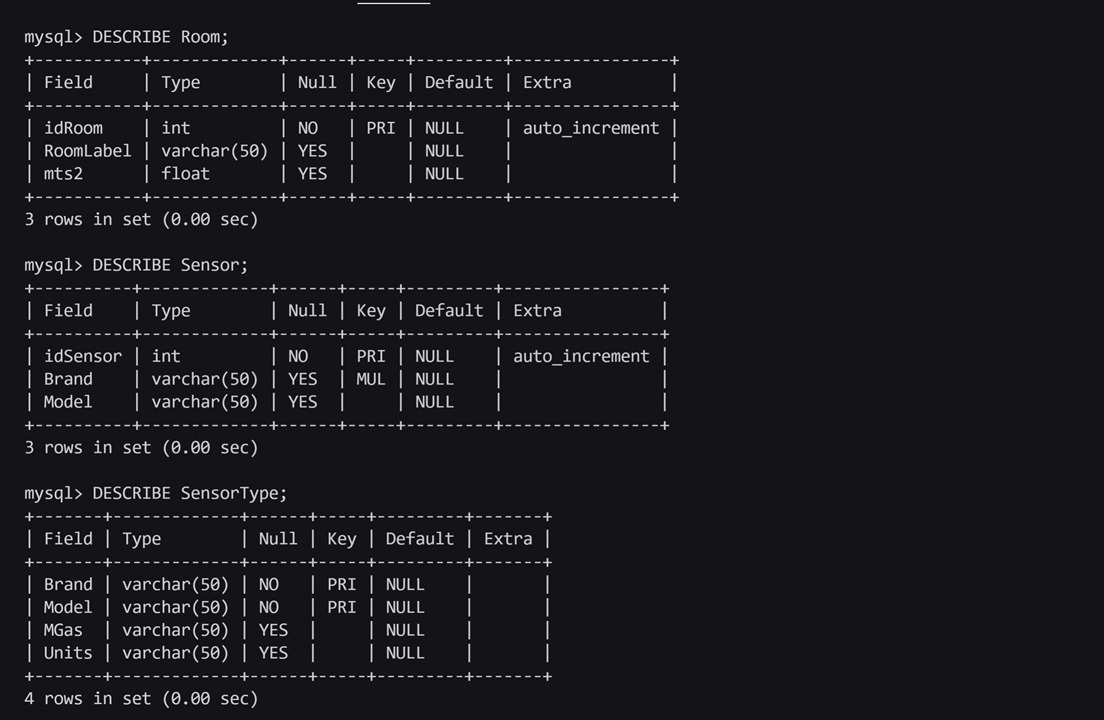 mysql> DESCRIBE Room;
+-----------+-------------+------+-----+---------+----------------+
| Field     | Type        | Null | Key | Default | Extra          |
+-----------+-------------+------+-----+---------+----------------+
| idRoom    | int         | NO   | PRI | NULL    | auto_increment |
| RoomLabel | varchar(50) | YES  |     | NULL    |                |
| mts2      | float       | YES  |     | NULL    |                |
+-----------+-------------+------+-----+---------+----------------+
3 rows in set (0.00 sec)
mysql> DESCRIBE Sensor;
+----------+-------------+------+-----+---------+----------------+
| Field    | Type        | Null | Key | Default | Extra          |
+----------+-------------+------+-----+---------+----------------+
| idSensor | int         | NO   | PRI | NULL    | auto_increment |
| Brand    | varchar(50) | YES  | MUL | NULL    |                |
| Model    | varchar(50) | YES  |     | NULL    |                |
+----------+-------------+------+-----+---------+----------------+
3 rows in set (0.00 sec)
mysql> DESCRIBE SensorType;
+-------+-------------+------+-----+---------+-------+
| Field | Type        | Null | Key | Default | Extra |
+-------+-------------+------+-----+---------+-------+
| Brand | varchar(50) | NO   | PRI | NULL    |       |
| Model | varchar(50) | NO   | PRI | NULL    |       |
| MGas  | varchar(50) | YES  |     | NULL    |       |
| Units | varchar(50) | YES  |     | NULL    |       |
+-------+-------------+------+-----+---------+-------+
4 rows in set (0.00 sec)